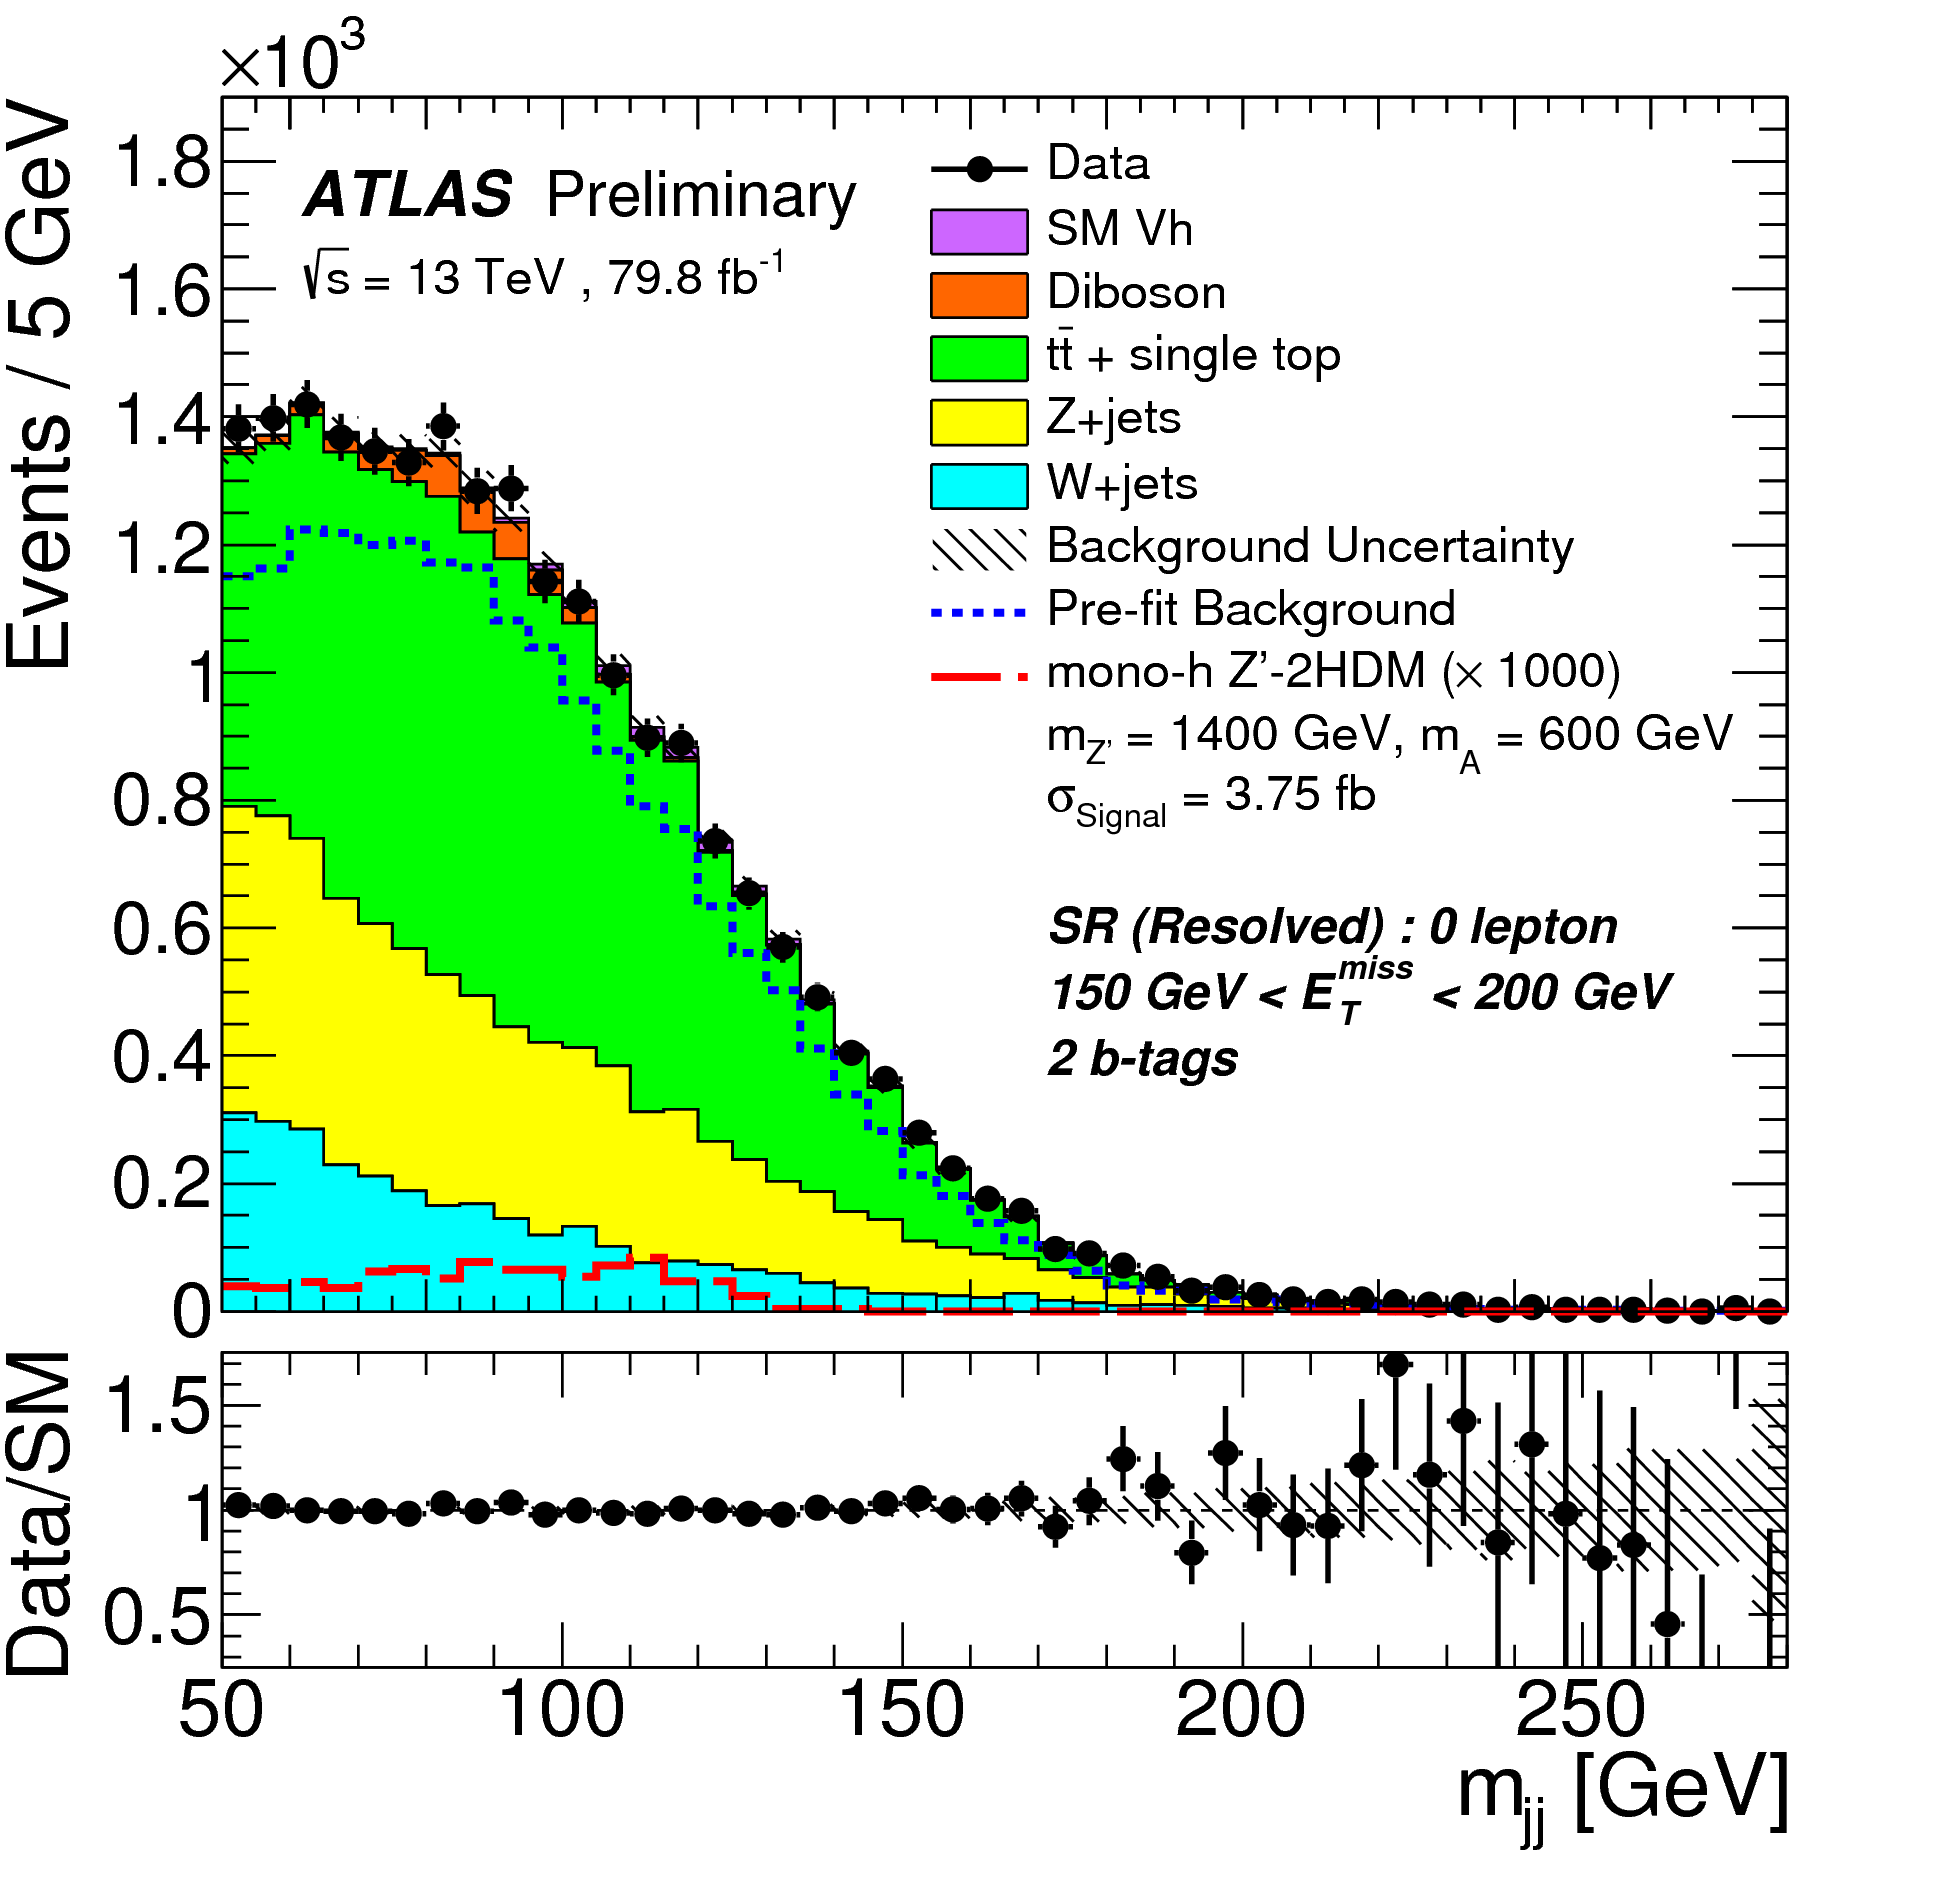 ×10³
Events / 5 GeV
1.8
1.6
1.4
1.2
1
0.8
0.6
0.4
0.2
0
ATLAS Preliminary
√s = 13 TeV , 79.8 fb⁻¹
Data
SM Vh
Diboson
tt̄ + single top
Z+jets
W+jets
Background Uncertainty
Pre-fit Background
mono-h Z'-2HDM (× 1000)
m_Z' = 1400 GeV, m_A = 600 GeV
σ_Signal = 3.75 fb
SR (Resolved) : 0 lepton
150 GeV < E_T^miss < 200 GeV
2 b-tags
Data/SM
1.5
1
0.5
50 100 150 200 250
m_jj [GeV]